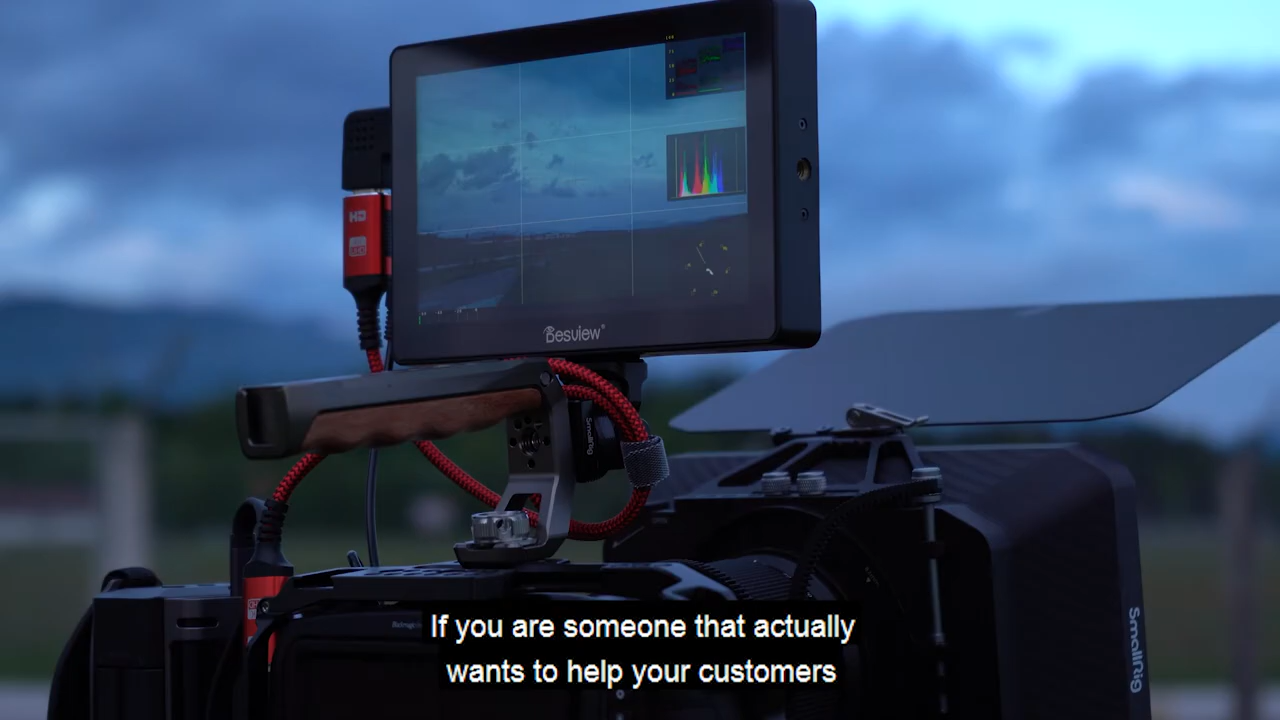 HD
Desview
SmallRig
SmallRig
If you are someone that actually
wants to help your customers